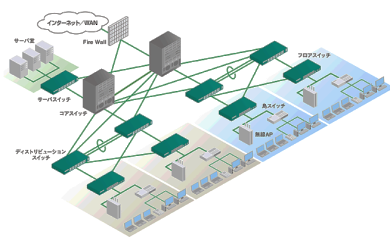 インターネット/WAN
Fire Wall
サーバ室
フロアスイッチ
サーバスイッチ
コアスイッチ
島スイッチ
無線AP
ディストリビューション
スイッチ